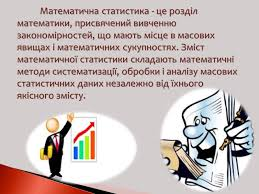 Математична статистика - це розділ
математики, присвячений вивченню
закономірностей, що мають місце в масових
явищах і математичних сукупностях. Зміст
математичної статистики складають математичні
методи систематизації, обробки і аналізу масових
статистичних даних незалежно від їхнього
якісного змісту.